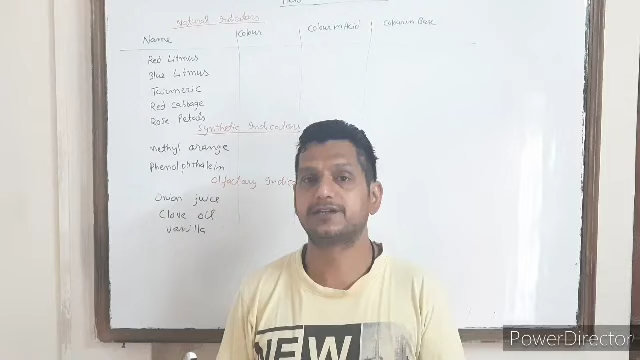 Natural Indicators
Name Colour Colour in Acid Colour in Base
Red Litmus
Blue Litmus
Turmeric
Red Cabbage
Rose Petals
Synthetic Indicators
Methyl orange
Phenolphthalein
Olfactory Indic
Onion juice
Clove oil
Vanilla
NEW
PowerDirector